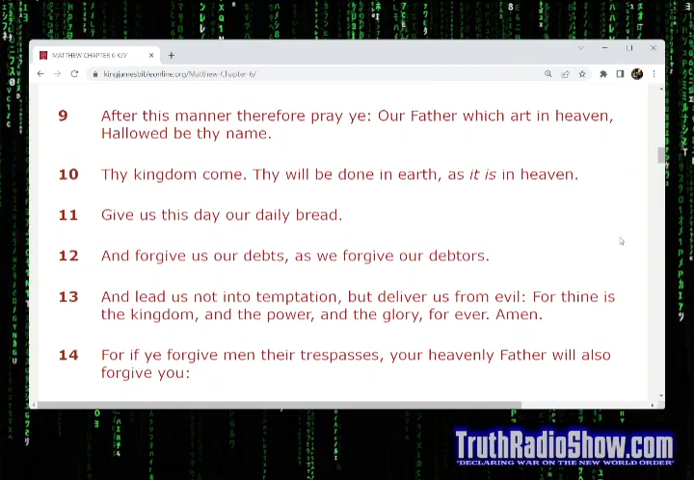 MATTHEW CHAPTER 6 KJV
kingjamesbibleonline.org/Matthew-Chapter-6/
9 After this manner therefore pray ye: Our Father which art in heaven,
Hallowed be thy name.
10 Thy kingdom come. Thy will be done in earth, as it is in heaven.
11 Give us this day our daily bread.
12 And forgive us our debts, as we forgive our debtors.
13 And lead us not into temptation, but deliver us from evil: For thine is
the kingdom, and the power, and the glory, for ever. Amen.
14 For if ye forgive men their trespasses, your heavenly Father will also
forgive you:
TruthRadioShow.com
"DECLARING WAR ON THE NEW WORLD ORDER"